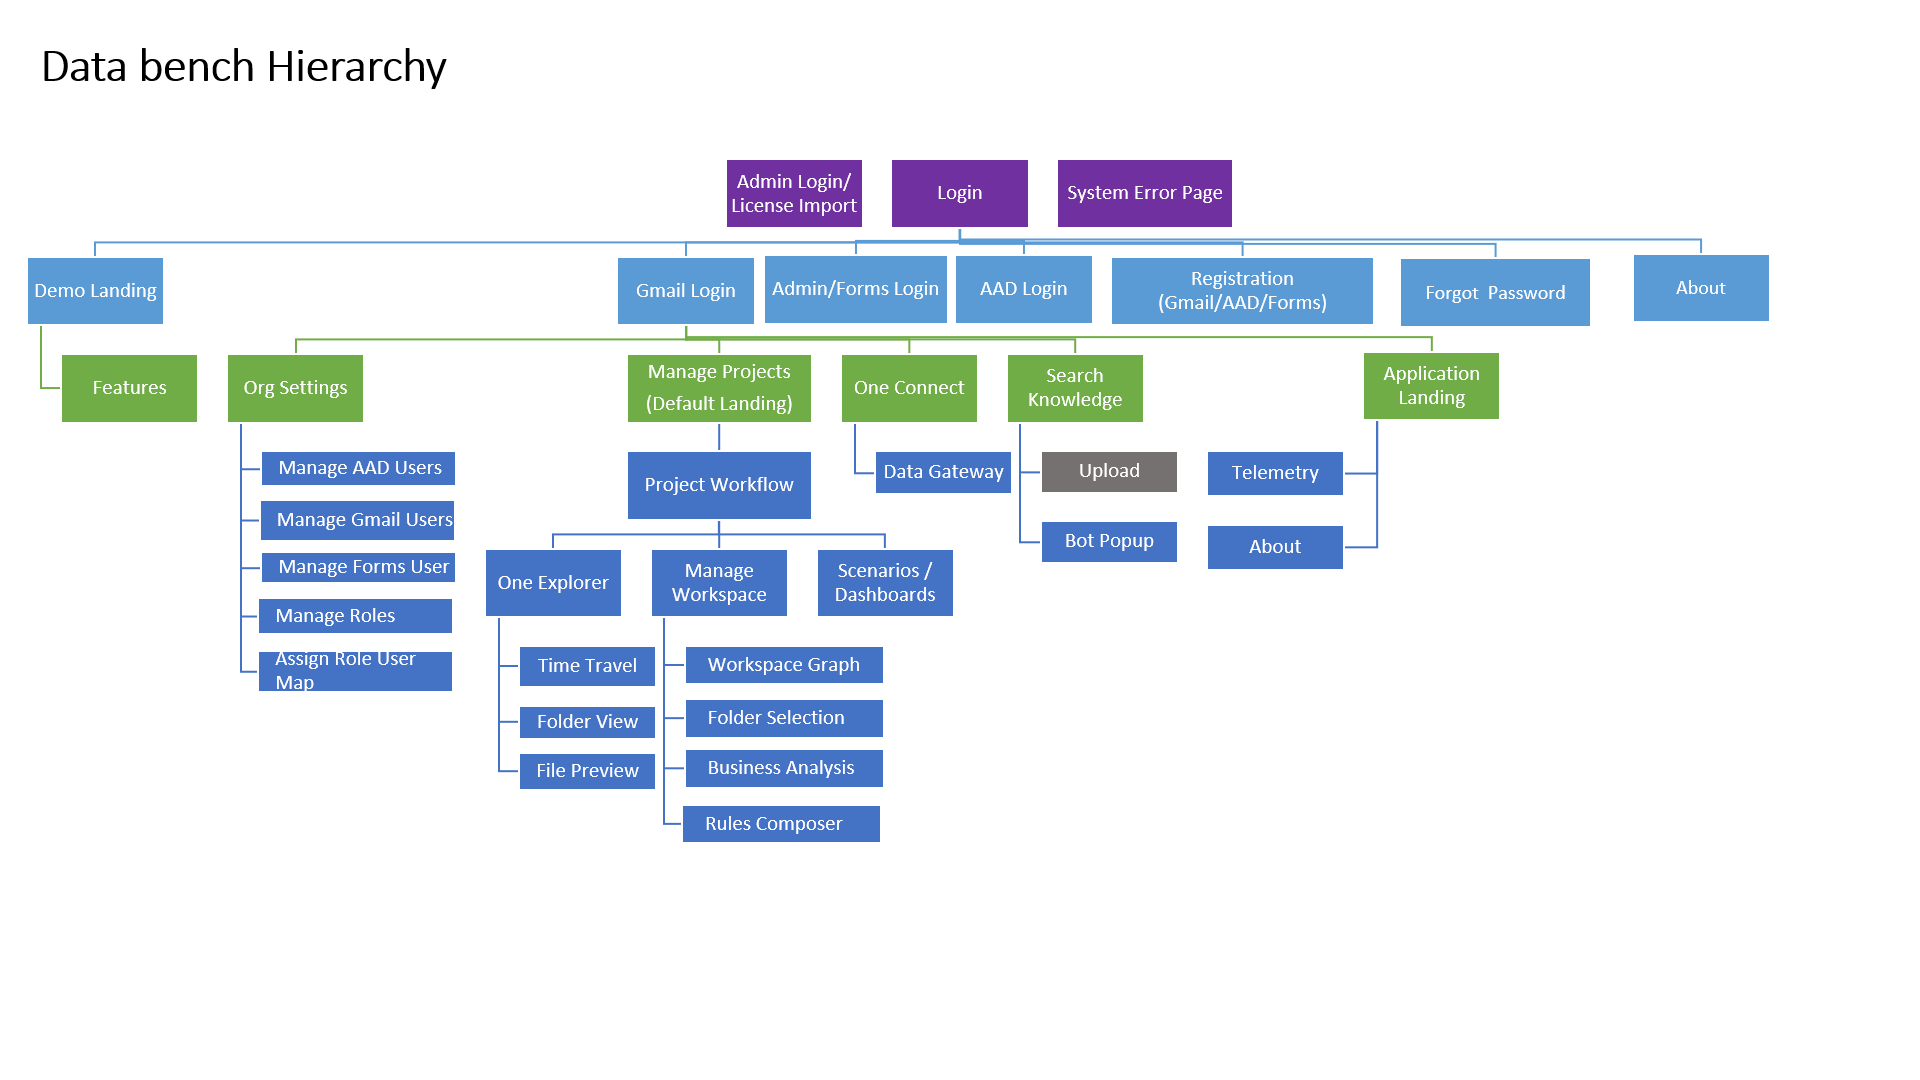 Data bench Hierarchy
Admin Login/
License Import
Login
System Error Page
Demo Landing
Gmail Login
Admin/Forms Login
AAD Login
Registration
(Gmail/AAD/Forms)
Forgot  Password
About
Features
Org Settings
Manage Projects
(Default Landing)
One Connect
Search
Knowledge
Application
Landing
Manage AAD Users
Manage Gmail Users
Manage Forms User
Manage Roles
Assign Role User
Map
Project Workflow
Data Gateway
Upload
Bot Popup
Telemetry
About
One Explorer
Manage
Workspace
Scenarios /
Dashboards
Time Travel
Folder View
File Preview
Workspace Graph
Folder Selection
Business Analysis
Rules Composer